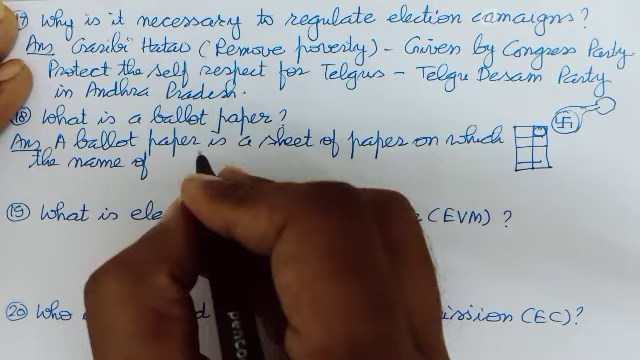 17 Why is it necessary to regulate election camaigns?
Ans Garibi Hatao (Remove poverty) - Given by Congress Party
Protect the self respect for Telgus - Telgu Desam Party
in Andhra Pradesh.
18 What is a ballot paper?
Ans A ballot paper is a sheet of paper on which
the name of
19 What is ele (EVM)?
20 Who ission (EC)?
pentonic